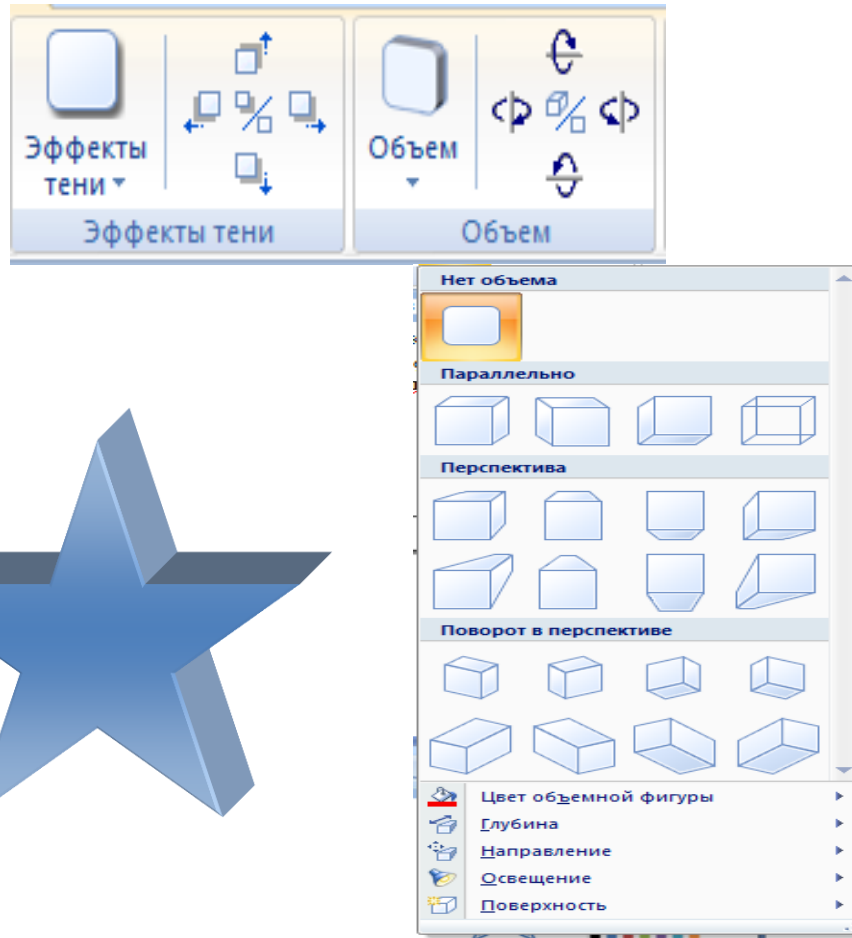 Эффекты
тени
Объем
Эффекты тени
Объем
Нет объема
Параллельно
Перспектива
Поворот в перспективе
Цвет объемной фигуры
Глубина
Направление
Освещение
Поверхность